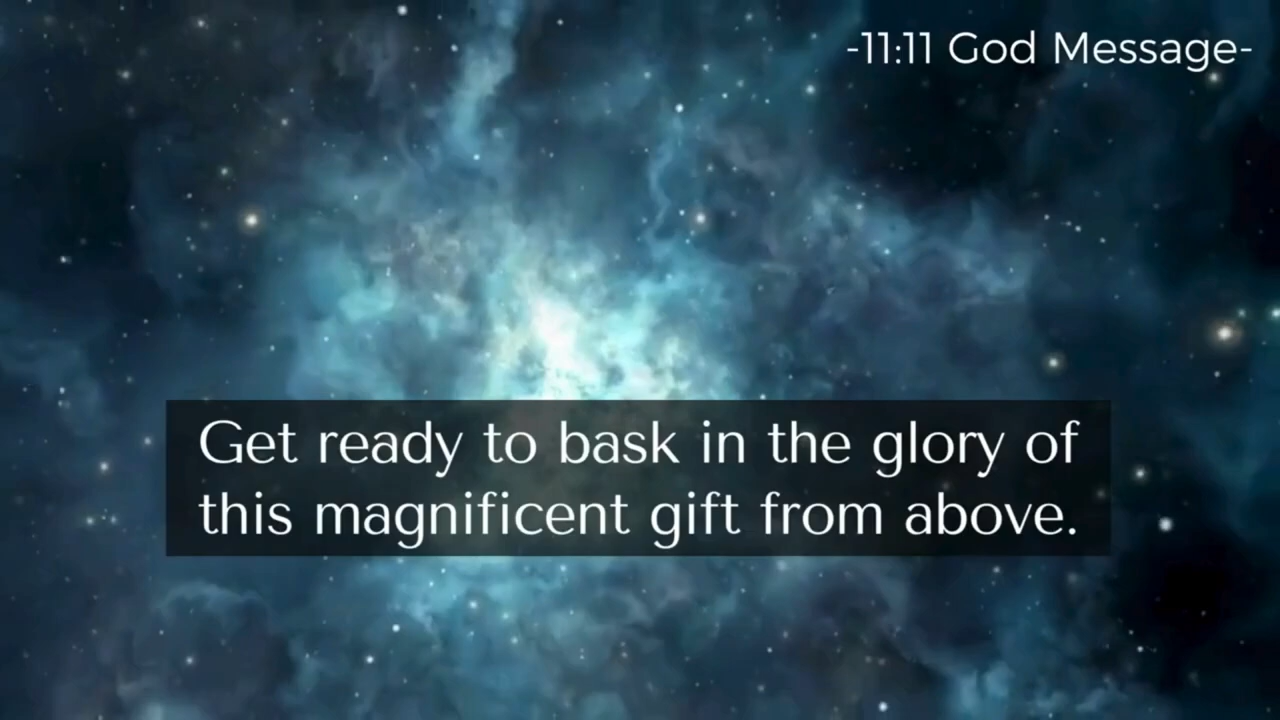 -11:11 God Message-
Get ready to bask in the glory of
this magnificent gift from above.